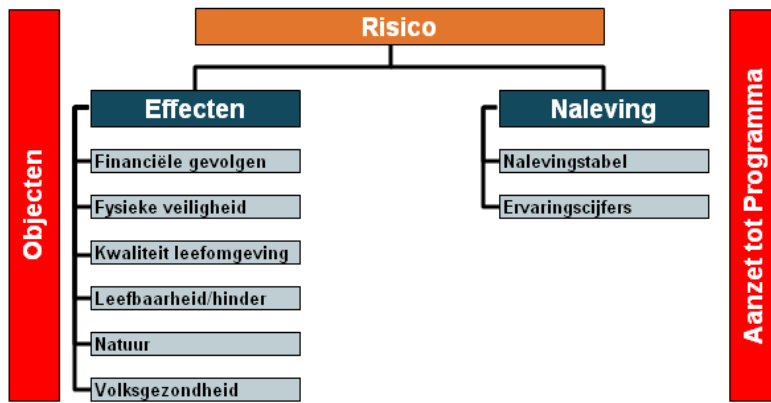 Risico
Objecten
Effecten
Financiële gevolgen
Fysieke veiligheid
Kwaliteit leefomgeving
Leefbaarheid/hinder
Natuur
Volksgezondheid
Naleving
Nalevingstabel
Ervaringscijfers
Aanzet tot Programma